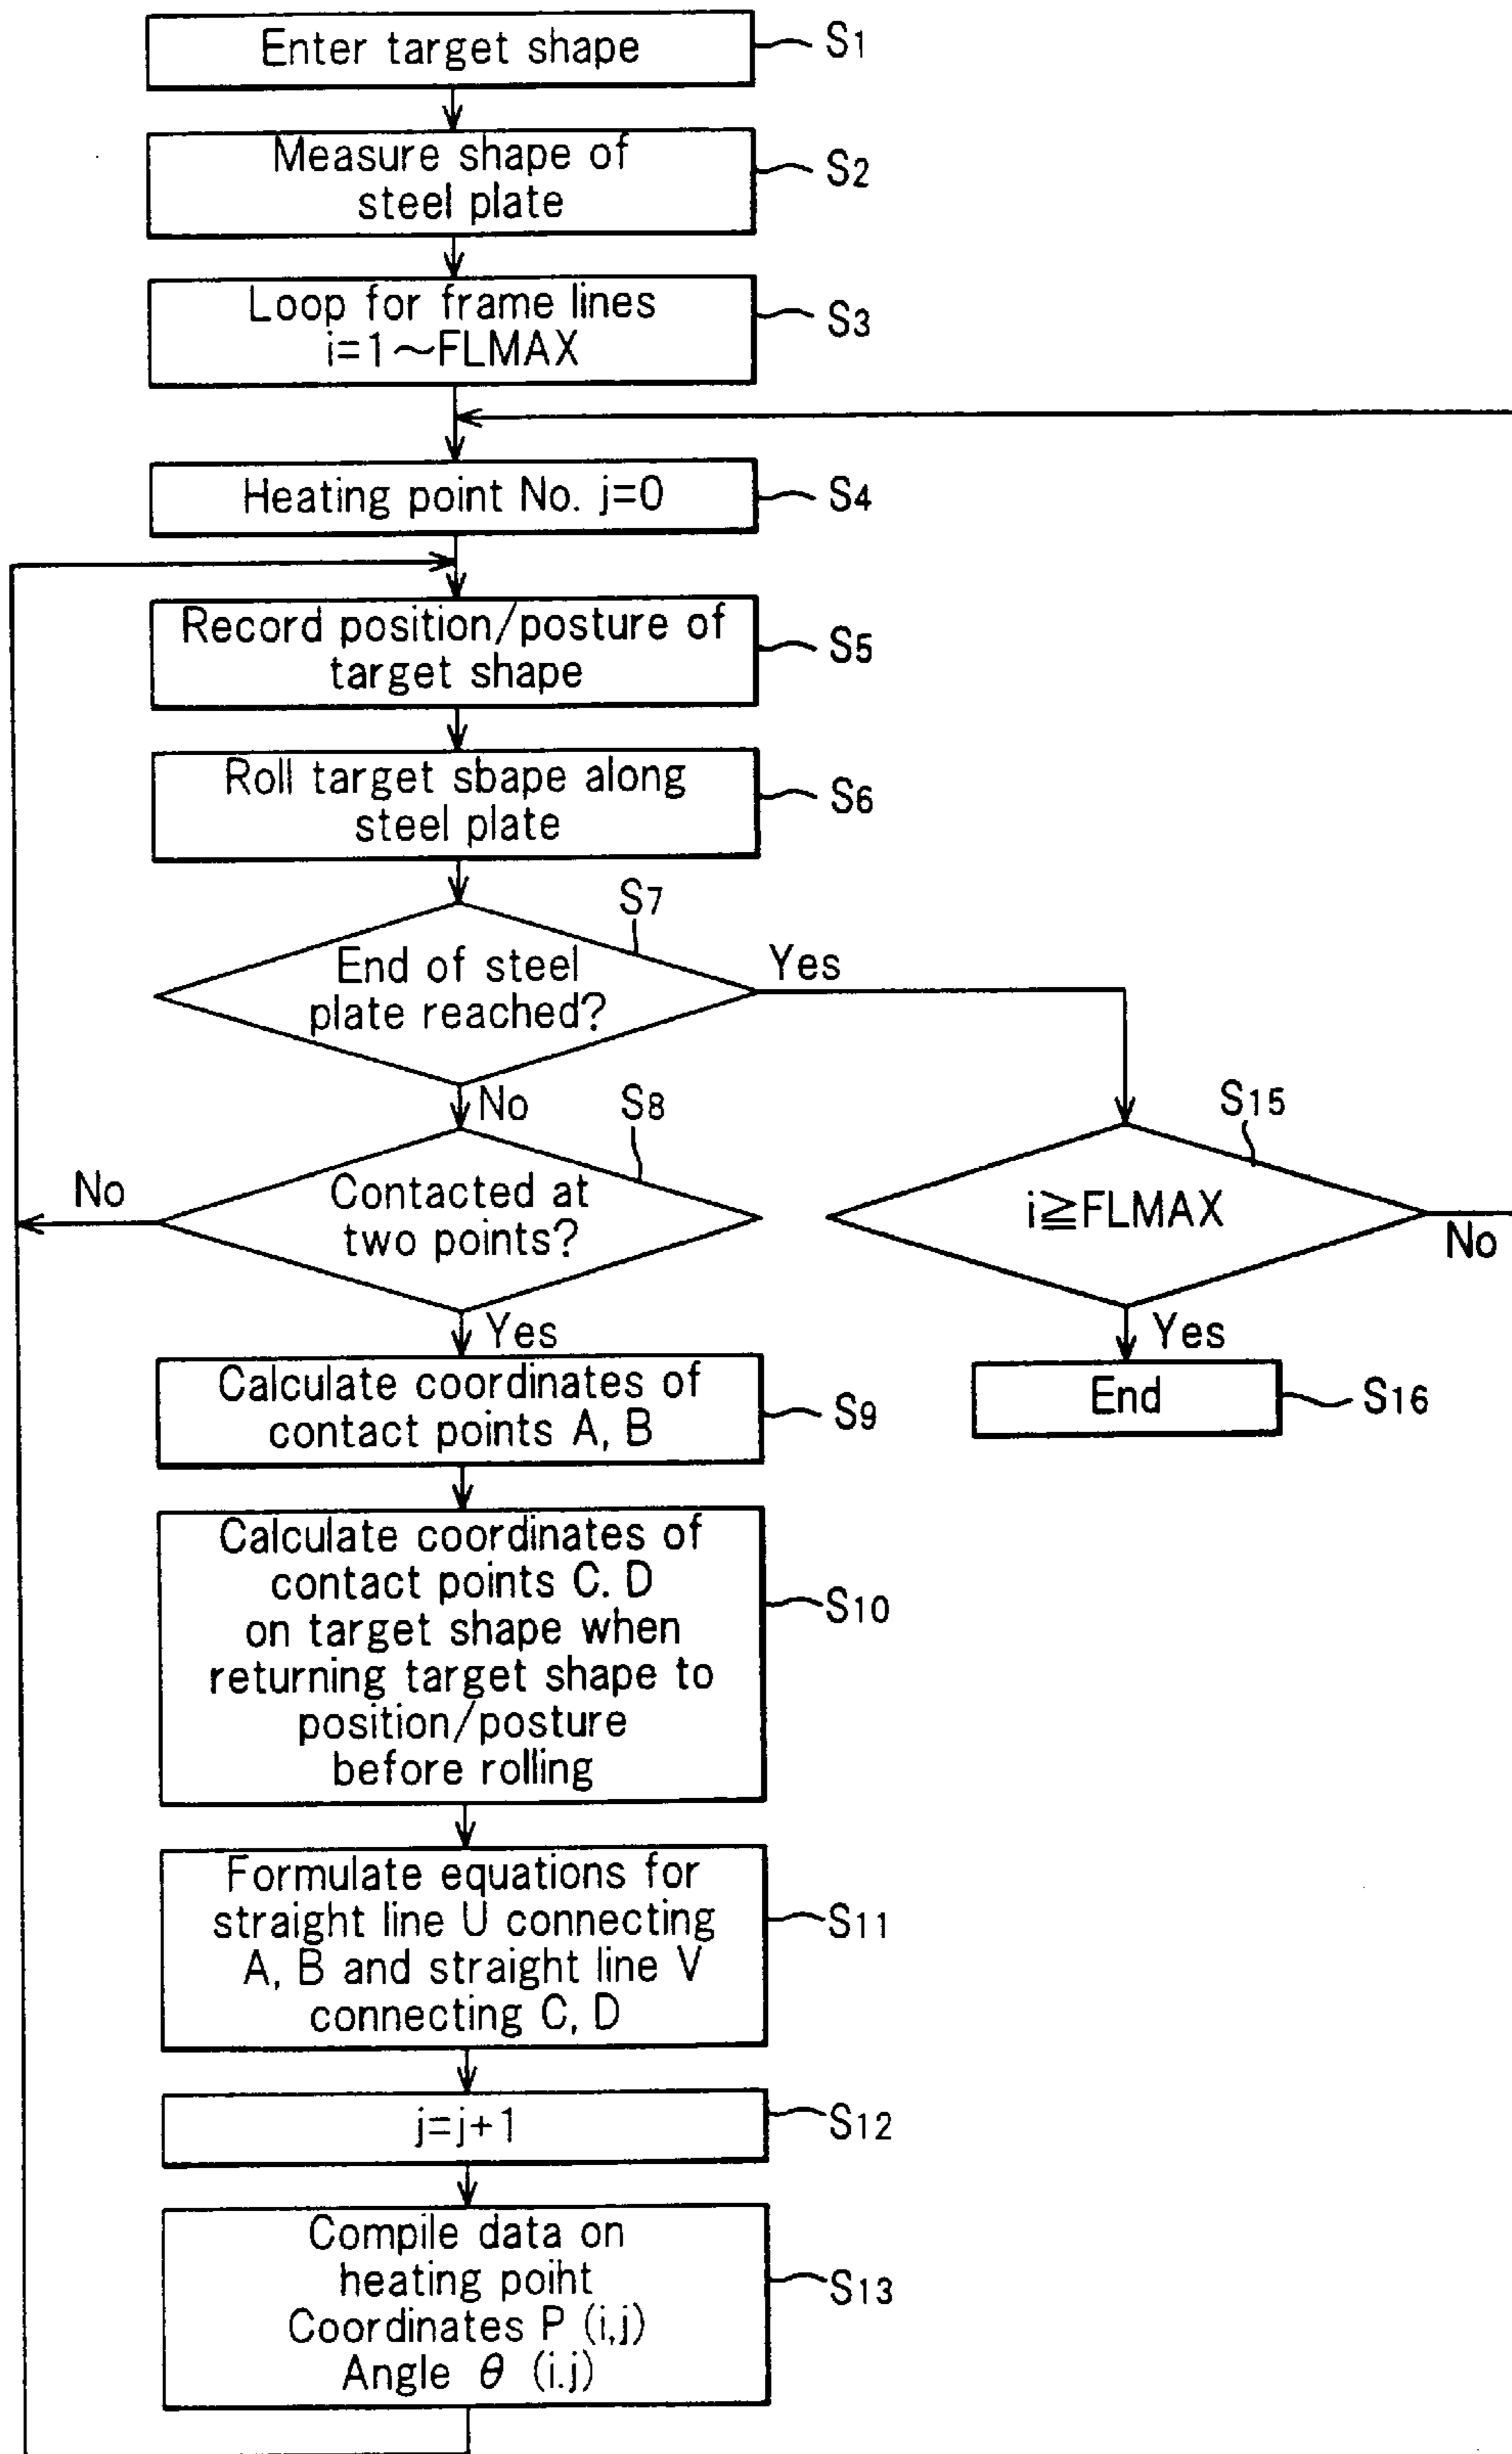 Enter target shape
S1
Measure shape of
steel plate
S2
Loop for frame lines
i=1~FLMAX
S3
Heating point No. j=0
S4
Record position/posture of
target shape
S5
Roll target sbape along
steel plate
S6
S7
End of steel
plate reached?
Yes
No
S8
Contacted at
two points?
No
Yes
S15
i≧FLMAX
No
Yes
End
S16
Calculate coordinates of
contact points A, B
S9
Calculate coordinates of
contact points C. D
on target shape when
returning target shape to
position/posture
before rolling
S10
Formulate equations for
straight line U connecting
A, B and straight line V
connecting C, D
S11
j=j+1
S12
Compile data on
heating poiht
Coordinates P (i,j)
Angle θ (i.j)
S13